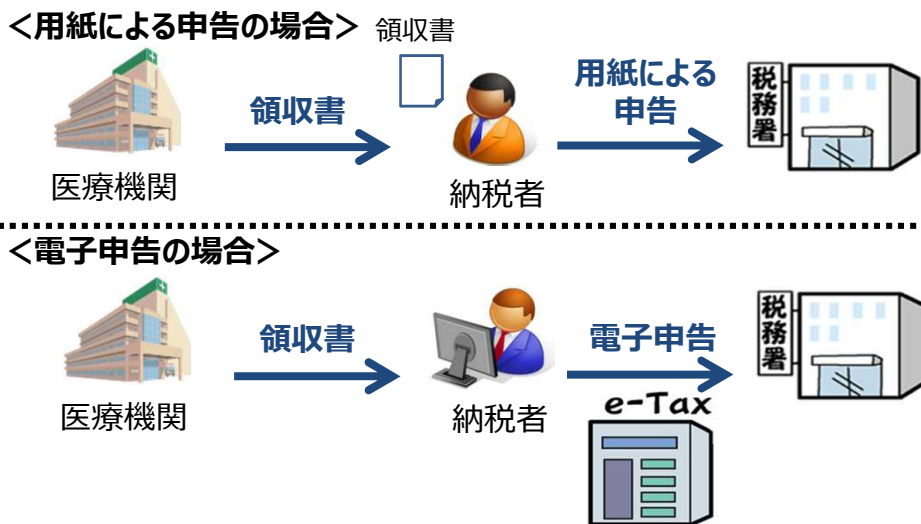 ＜用紙による申告の場合＞
領収書
領収書
用紙による
申告
税務署
医療機関
納税者
＜電子申告の場合＞
領収書
電子申告
税務署
医療機関
納税者
e-Tax